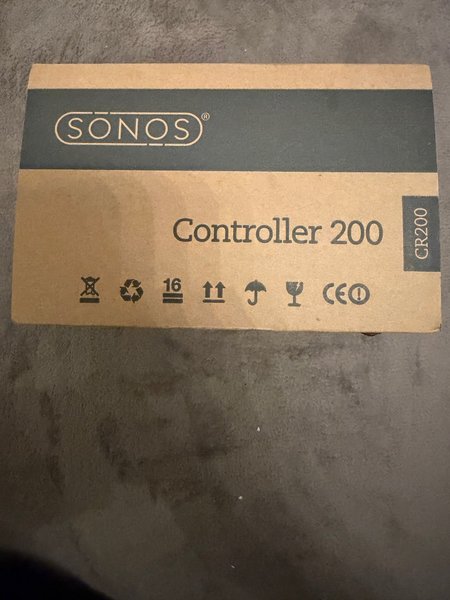 SONOS®
Controller 200
CR200
16
CE